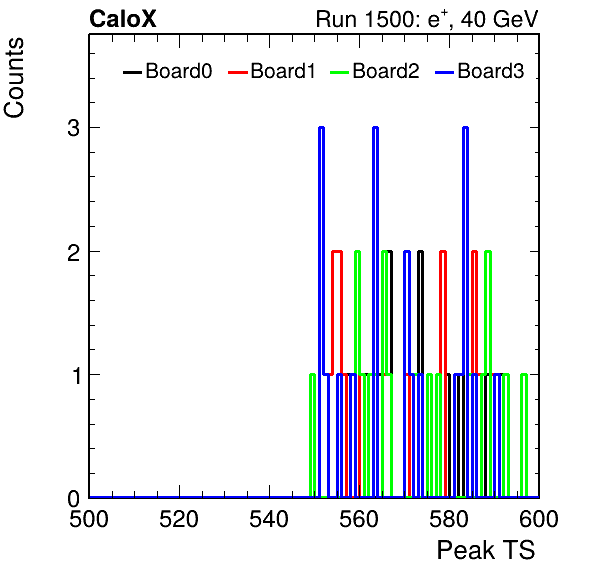 CaloX Run 1500: e⁺, 40 GeV
Counts
Board0 Board1 Board2 Board3
3
2
1
0
500 520 540 560 580 600
Peak TS